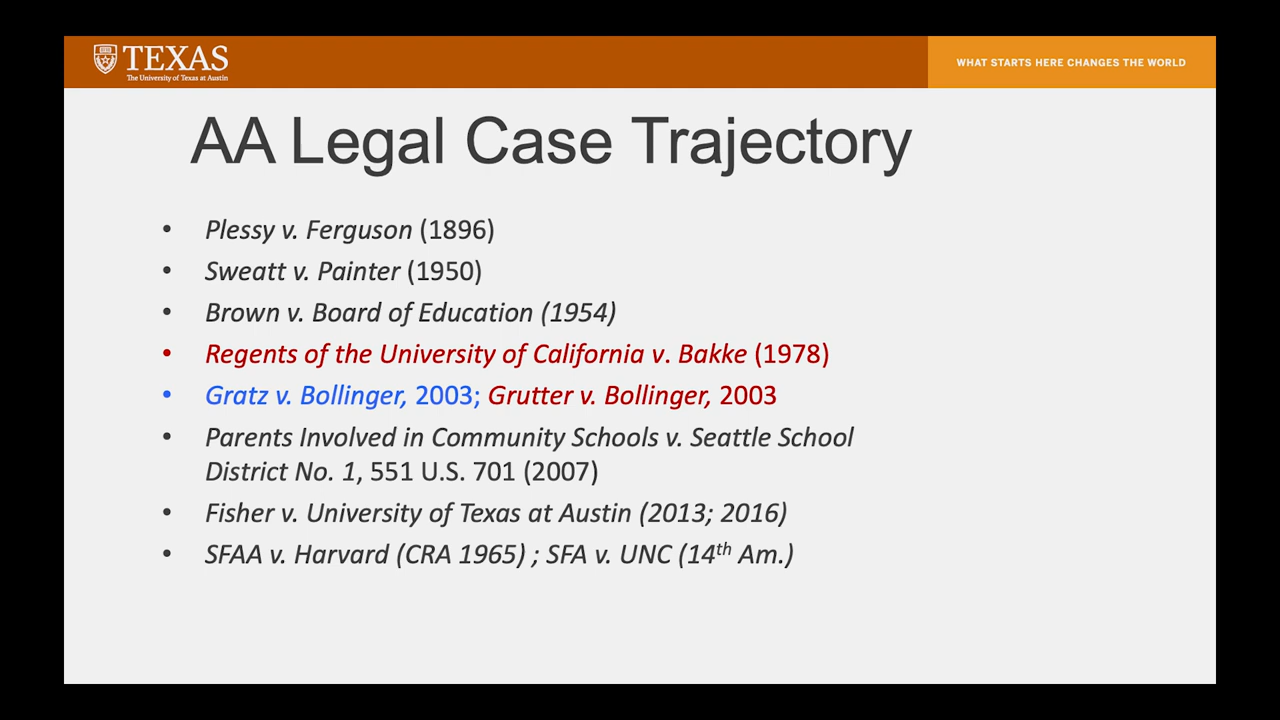 TEXAS
The University of Texas at Austin
WHAT STARTS HERE CHANGES THE WORLD
AA Legal Case Trajectory
• Plessy v. Ferguson (1896)
• Sweatt v. Painter (1950)
• Brown v. Board of Education (1954)
• Regents of the University of California v. Bakke (1978)
• Gratz v. Bollinger, 2003; Grutter v. Bollinger, 2003
• Parents Involved in Community Schools v. Seattle School
District No. 1, 551 U.S. 701 (2007)
• Fisher v. University of Texas at Austin (2013; 2016)
• SFAA v. Harvard (CRA 1965) ; SFA v. UNC (14th Am.)